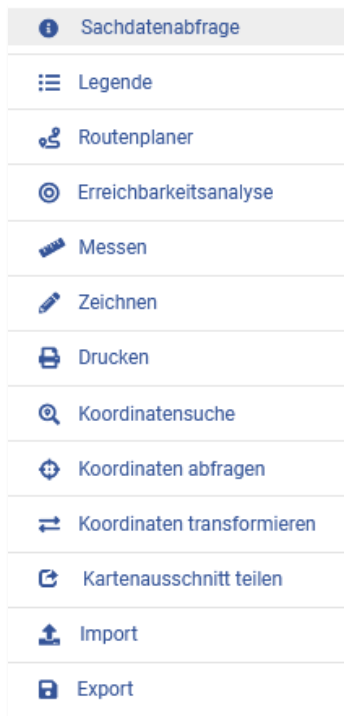 Sachdatenabfrage
Legende
Routenplaner
Erreichbarkeitsanalyse
Messen
Zeichnen
Drucken
Koordinatensuche
Koordinaten abfragen
Koordinaten transformieren
Kartenausschnitt teilen
Import
Export